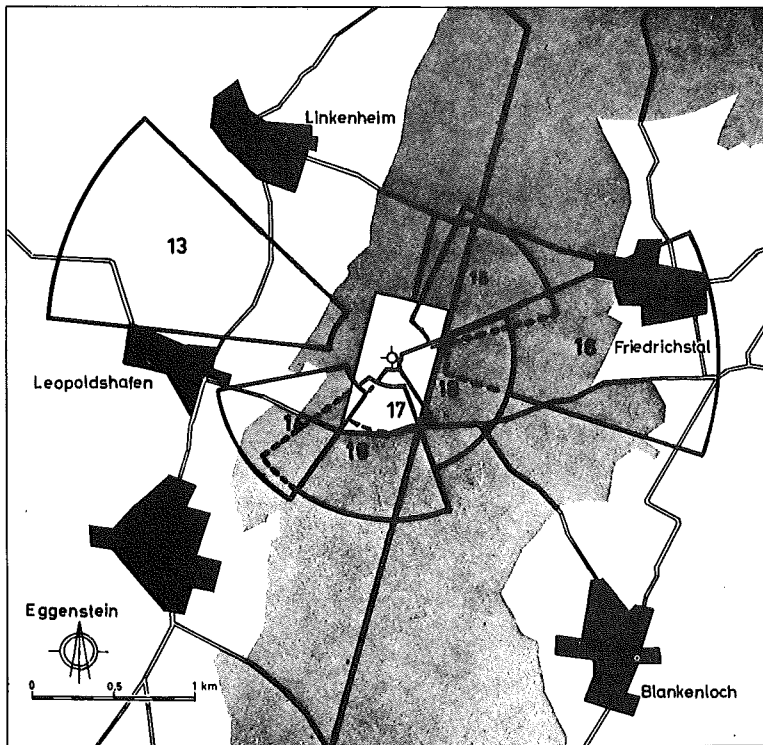 Linkenheim
13
Friedrichstal
Leopoldshafen
17
Eggenstein
0 0,5 1 km
Blankenloch